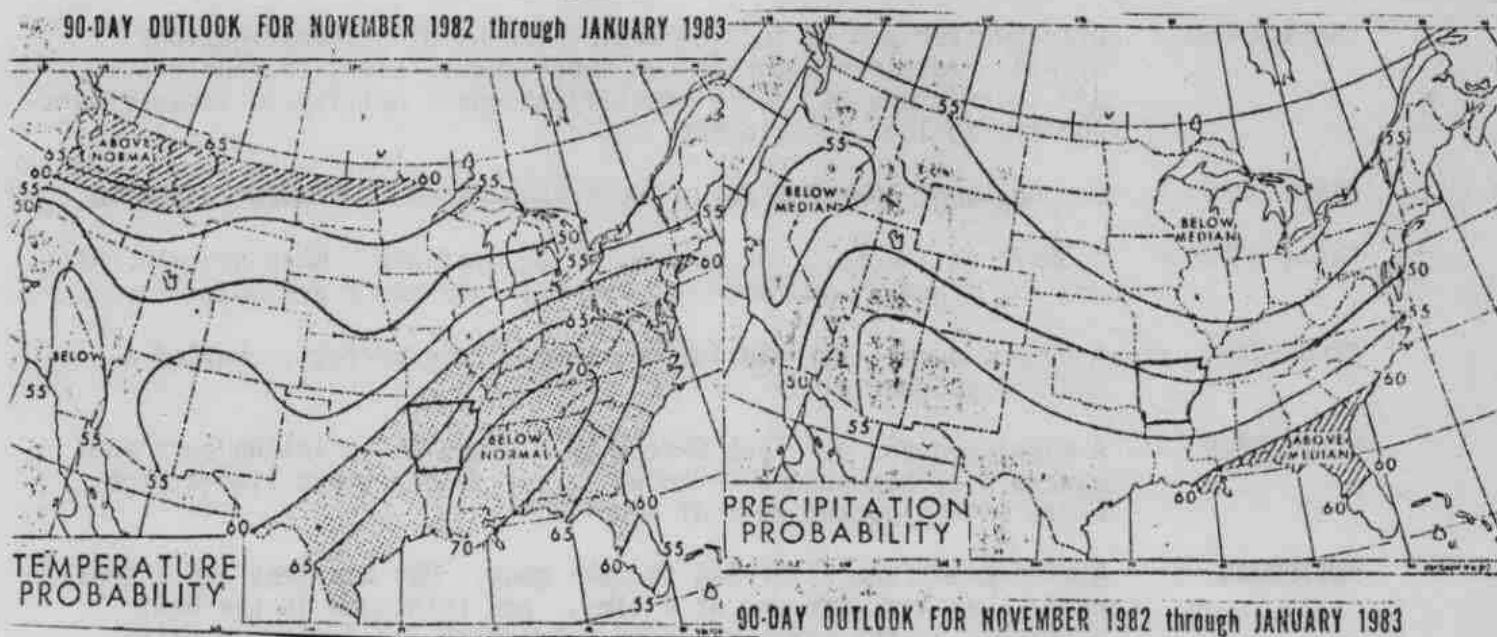 90-DAY OUTLOOK FOR NOVEMBER 1982 through JANUARY 1983
65
ABOVE
NORMAL
65
60
55
50
60
55
50
55
55
60
BELOW
55
55
55
65
70
BELOW
NORMAL
60
65
70
60
65
60
55
55
TEMPERATURE
PROBABILITY
55
55
55
BELOW
MEDIAN
BELOW
MEDIAN
50
55
50
55
60
ABOVE
MEDIAN
60
60
60
PRECIPITATION
PROBABILITY
90-DAY OUTLOOK FOR NOVEMBER 1982 through JANUARY 1983